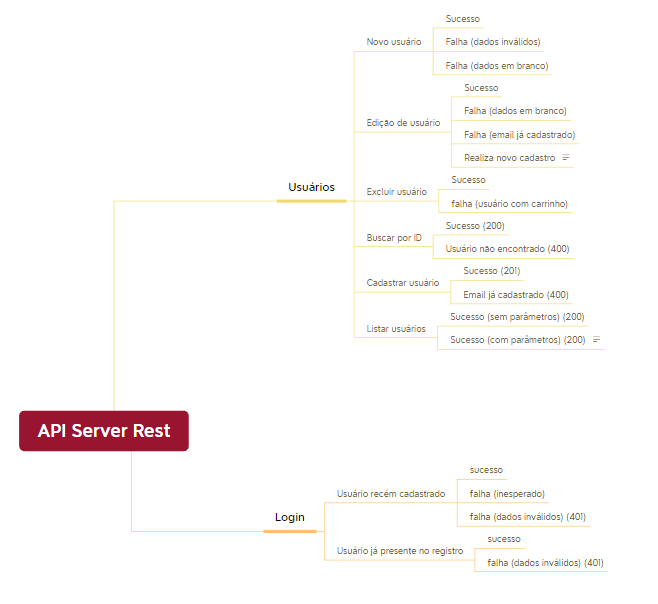 Sucesso
Novo usuário
Falha (dados inválidos)
Falha (dados em branco)
Sucesso
Falha (dados em branco)
Edição de usuário
Falha (email já cadastrado)
Realiza novo cadastro
Sucesso
Usuários
Excluir usuário
falha (usuário com carrinho)
Sucesso (200)
Buscar por ID
Usuário não encontrado (400)
Sucesso (201)
Cadastrar usuário
Email já cadastrado (400)
Sucesso (sem parâmetros) (200)
Listar usuários
Sucesso (com parâmetros) (200)
API Server Rest
sucesso
Usuário recém cadastrado
falha (inesperado)
falha (dados inválidos) (401)
Login
sucesso
Usuário já presente no registro
falha (dados inválidos) (401)